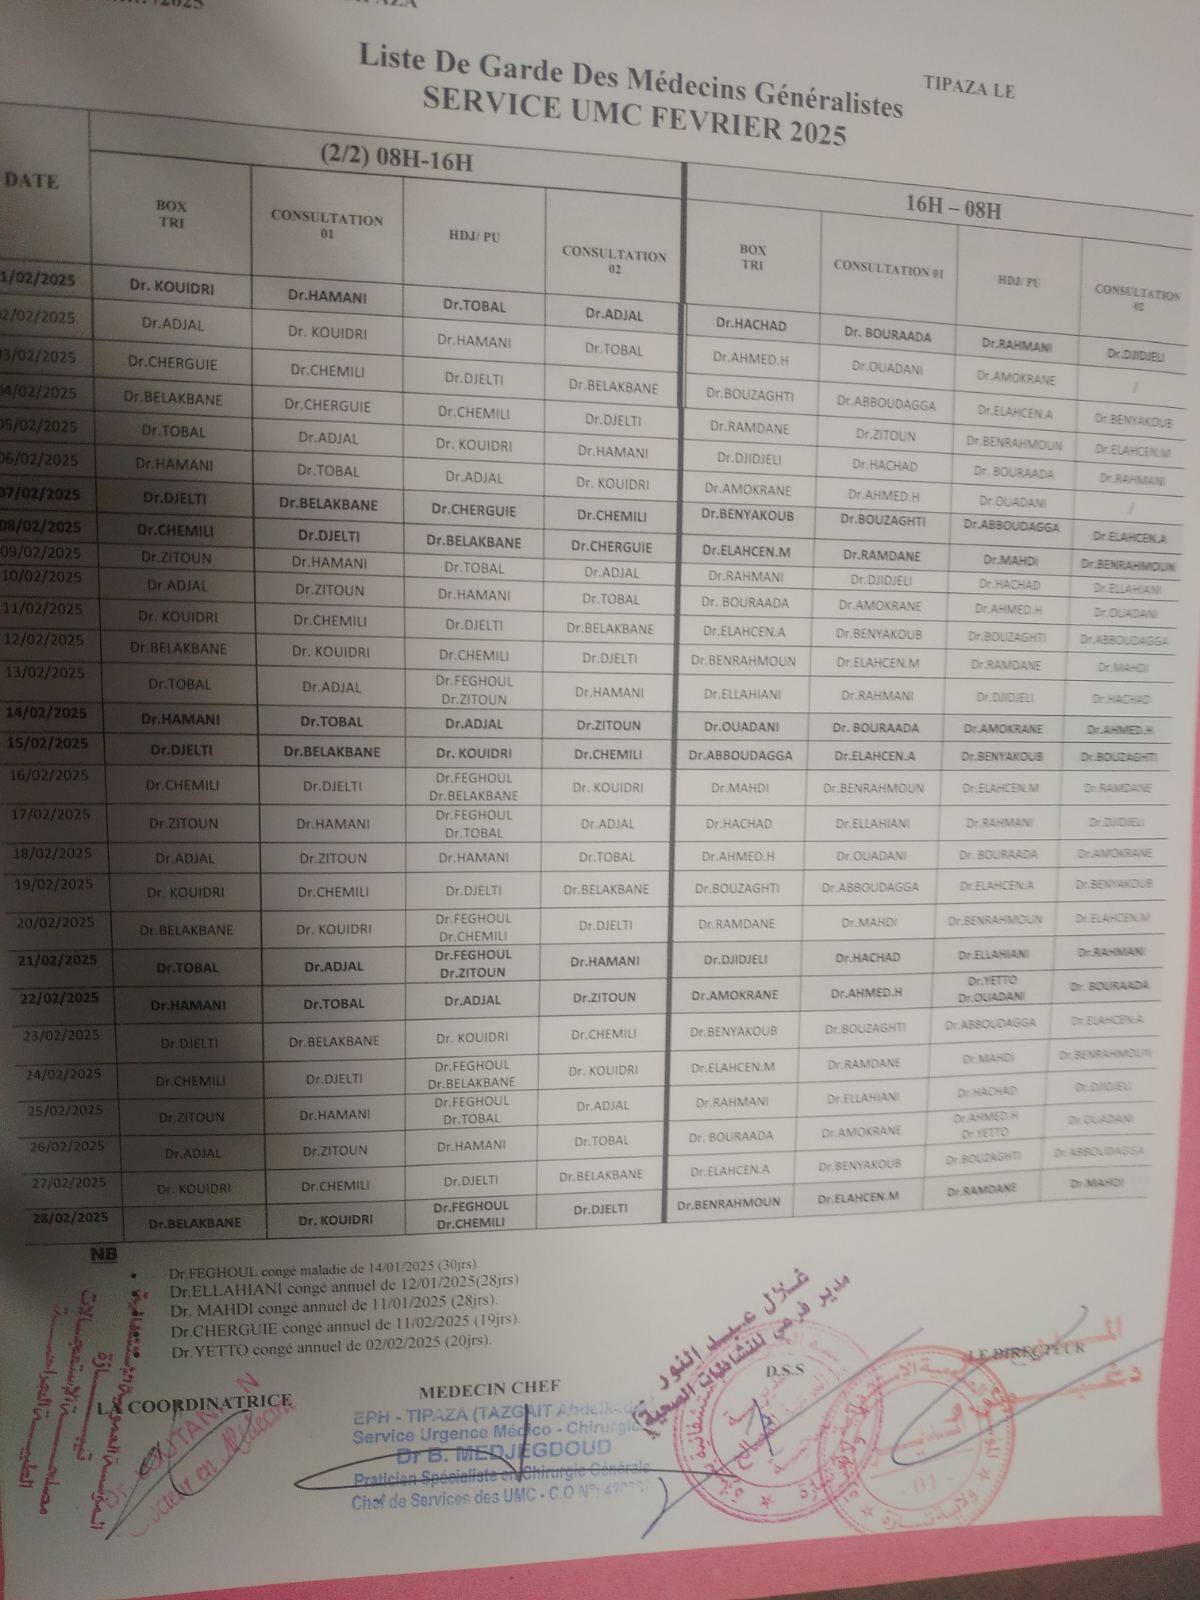 /2025
TIPAZA LE
Liste De Garde Des Médecins Généralistes
SERVICE UMC FEVRIER 2025
DATE (2/2) 08H-16H 16H – 08H
BOX TRI CONSULTATION 01 HDJ/ PU CONSULTATION 02 BOX TRI CONSULTATION 01 HDJ/ PU CONSULTATION 02
1/02/2025 Dr. KOUIDRI Dr.HAMANI Dr.TOBAL Dr.ADJAL Dr.HACHAD Dr. BOURAADA Dr.RAHMANI Dr.DJIDJELI
2/02/2025 Dr.ADJAL Dr. KOUIDRI Dr.HAMANI Dr.TOBAL Dr.AHMED.H Dr.OUADANI Dr.AMOKRANE /
3/02/2025 Dr.CHERGUIE Dr.CHEMILI Dr.DJELTI Dr.BELAKBANE Dr.BOUZAGHTI Dr.ABBOUDAGGA Dr.ELAHCEN.A Dr.BENYAKOUB
04/02/2025 Dr.BELAKBANE Dr.CHERGUIE Dr.CHEMILI Dr.DJELTI Dr.RAMDANE Dr.ZITOUN Dr.BENRAHMOUN Dr.ELAHCEN.M
05/02/2025 Dr.TOBAL Dr.ADJAL Dr. KOUIDRI Dr.HAMANI Dr.DJIDJELI Dr.HACHAD Dr. BOURAADA Dr.RAHMANI
06/02/2025 Dr.HAMANI Dr.TOBAL Dr.ADJAL Dr. KOUIDRI Dr.AMOKRANE Dr.AHMED.H Dr.OUADANI /
07/02/2025 Dr.DJELTI Dr.BELAKBANE Dr.CHERGUIE Dr.CHEMILI Dr.BENYAKOUB Dr.BOUZAGHTI Dr.ABBOUDAGGA Dr.ELAHCEN.A
08/02/2025 Dr.CHEMILI Dr.DJELTI Dr.BELAKBANE Dr.CHERGUIE Dr.ELAHCEN.M Dr.RAMDANE Dr.MAHDI Dr.BENRAHMOUN
09/02/2025 Dr.ZITOUN Dr.HAMANI Dr.TOBAL Dr.ADJAL Dr.RAHMANI Dr.DJIDJELI Dr.HACHAD Dr.ELLAHIANI
10/02/2025 Dr.ADJAL Dr.ZITOUN Dr.HAMANI Dr.TOBAL Dr. BOURAADA Dr.AMOKRANE Dr.AHMED.H Dr.OUADANI
11/02/2025 Dr. KOUIDRI Dr.CHEMILI Dr.DJELTI Dr.BELAKBANE Dr.ELAHCEN.A Dr.BENYAKOUB Dr.BOUZAGHTI Dr.ABBOUDAGGA
12/02/2025 Dr.BELAKBANE Dr. KOUIDRI Dr.CHEMILI Dr.DJELTI Dr.BENRAHMOUN Dr.ELAHCEN.M Dr.RAMDANE Dr.MAHDI
13/02/2025 Dr.TOBAL Dr.ADJAL Dr.FEGHOUL Dr.ZITOUN Dr.HAMANI Dr.ELLAHIANI Dr.RAHMANI Dr.DJIDJELI Dr.HACHAD
14/02/2025 Dr.HAMANI Dr.TOBAL Dr.ADJAL Dr.ZITOUN Dr.OUADANI Dr. BOURAADA Dr.AMOKRANE Dr.AHMED.H
15/02/2025 Dr.DJELTI Dr.BELAKBANE Dr. KOUIDRI Dr.CHEMILI Dr.ABBOUDAGGA Dr.ELAHCEN.A Dr.BENYAKOUB Dr.BOUZAGHTI
16/02/2025 Dr.CHEMILI Dr.DJELTI Dr.FEGHOUL Dr.BELAKBANE Dr. KOUIDRI Dr.MAHDI Dr.BENRAHMOUN Dr.ELAHCEN.M Dr.RAMDANE
17/02/2025 Dr.ZITOUN Dr.HAMANI Dr.FEGHOUL Dr.TOBAL Dr.ADJAL Dr.HACHAD Dr.ELLAHIANI Dr.RAHMANI Dr.DJIDJELI
18/02/2025 Dr.ADJAL Dr.ZITOUN Dr.HAMANI Dr.TOBAL Dr.AHMED.H Dr.OUADANI Dr. BOURAADA Dr.AMOKRANE
19/02/2025 Dr. KOUIDRI Dr.CHEMILI Dr.DJELTI Dr.BELAKBANE Dr.BOUZAGHTI Dr.ABBOUDAGGA Dr.ELAHCEN.A Dr.BENYAKOUB
20/02/2025 Dr.BELAKBANE Dr. KOUIDRI Dr.FEGHOUL Dr.CHEMILI Dr.DJELTI Dr.RAMDANE Dr.MAHDI Dr.BENRAHMOUN Dr.ELAHCEN.M
21/02/2025 Dr.TOBAL Dr.ADJAL Dr.FEGHOUL Dr.ZITOUN Dr.HAMANI Dr.DJIDJELI Dr.HACHAD Dr.ELLAHIANI Dr.RAHMANI
22/02/2025 Dr.HAMANI Dr.TOBAL Dr.ADJAL Dr.ZITOUN Dr.AMOKRANE Dr.AHMED.H Dr.YETTO Dr.OUADANI Dr. BOURAADA
23/02/2025 Dr.DJELTI Dr.BELAKBANE Dr. KOUIDRI Dr.CHEMILI Dr.BENYAKOUB Dr.BOUZAGHTI Dr.ABBOUDAGGA Dr.ELAHCEN.A
24/02/2025 Dr.CHEMILI Dr.DJELTI Dr.FEGHOUL Dr.BELAKBANE Dr. KOUIDRI Dr.ELAHCEN.M Dr.RAMDANE Dr.MAHDI Dr.BENRAHMOUN
25/02/2025 Dr.ZITOUN Dr.HAMANI Dr.FEGHOUL Dr.TOBAL Dr.ADJAL Dr.RAHMANI Dr.ELLAHIANI Dr.HACHAD Dr.DJIDJELI
26/02/2025 Dr.ADJAL Dr.ZITOUN Dr.HAMANI Dr.TOBAL Dr. BOURAADA Dr.AMOKRANE Dr.AHMED.H Dr.YETTO Dr.OUADANI
27/02/2025 Dr. KOUIDRI Dr.CHEMILI Dr.DJELTI Dr.BELAKBANE Dr.ELAHCEN.A Dr.BENYAKOUB Dr.BOUZAGHTI Dr.ABBOUDAGGA
28/02/2025 Dr.BELAKBANE Dr. KOUIDRI Dr.FEGHOUL Dr.CHEMILI Dr.DJELTI Dr.BENRAHMOUN Dr.ELAHCEN.M Dr.RAMDANE Dr.MAHDI
NB
• Dr.FEGHOUL congé maladie de 14/01/2025 (30jrs).
Dr.ELLAHIANI congé annuel de 12/01/2025(28jrs)
Dr. MAHDI congé annuel de 11/01/2025 (28jrs).
Dr.CHERGUIE congé annuel de 11/02/2025 (19jrs).
Dr.YETTO congé annuel de 02/02/2025 (20jrs).
LA COORDINATRICE
MEDECIN CHEF
D.S.S
LE DIRECTEUR
EPH - TIPAZA (TAZGAIT Abdelkader
Service Urgence Médico - Chirurgic
Dr B. MEDJEGDOUD
Praticien Spécialiste en Chirurgie Générale
Chef de Services des UMC - C.O N°:
غلال عبد النور
مدير فرعي للنشاطات الصحية